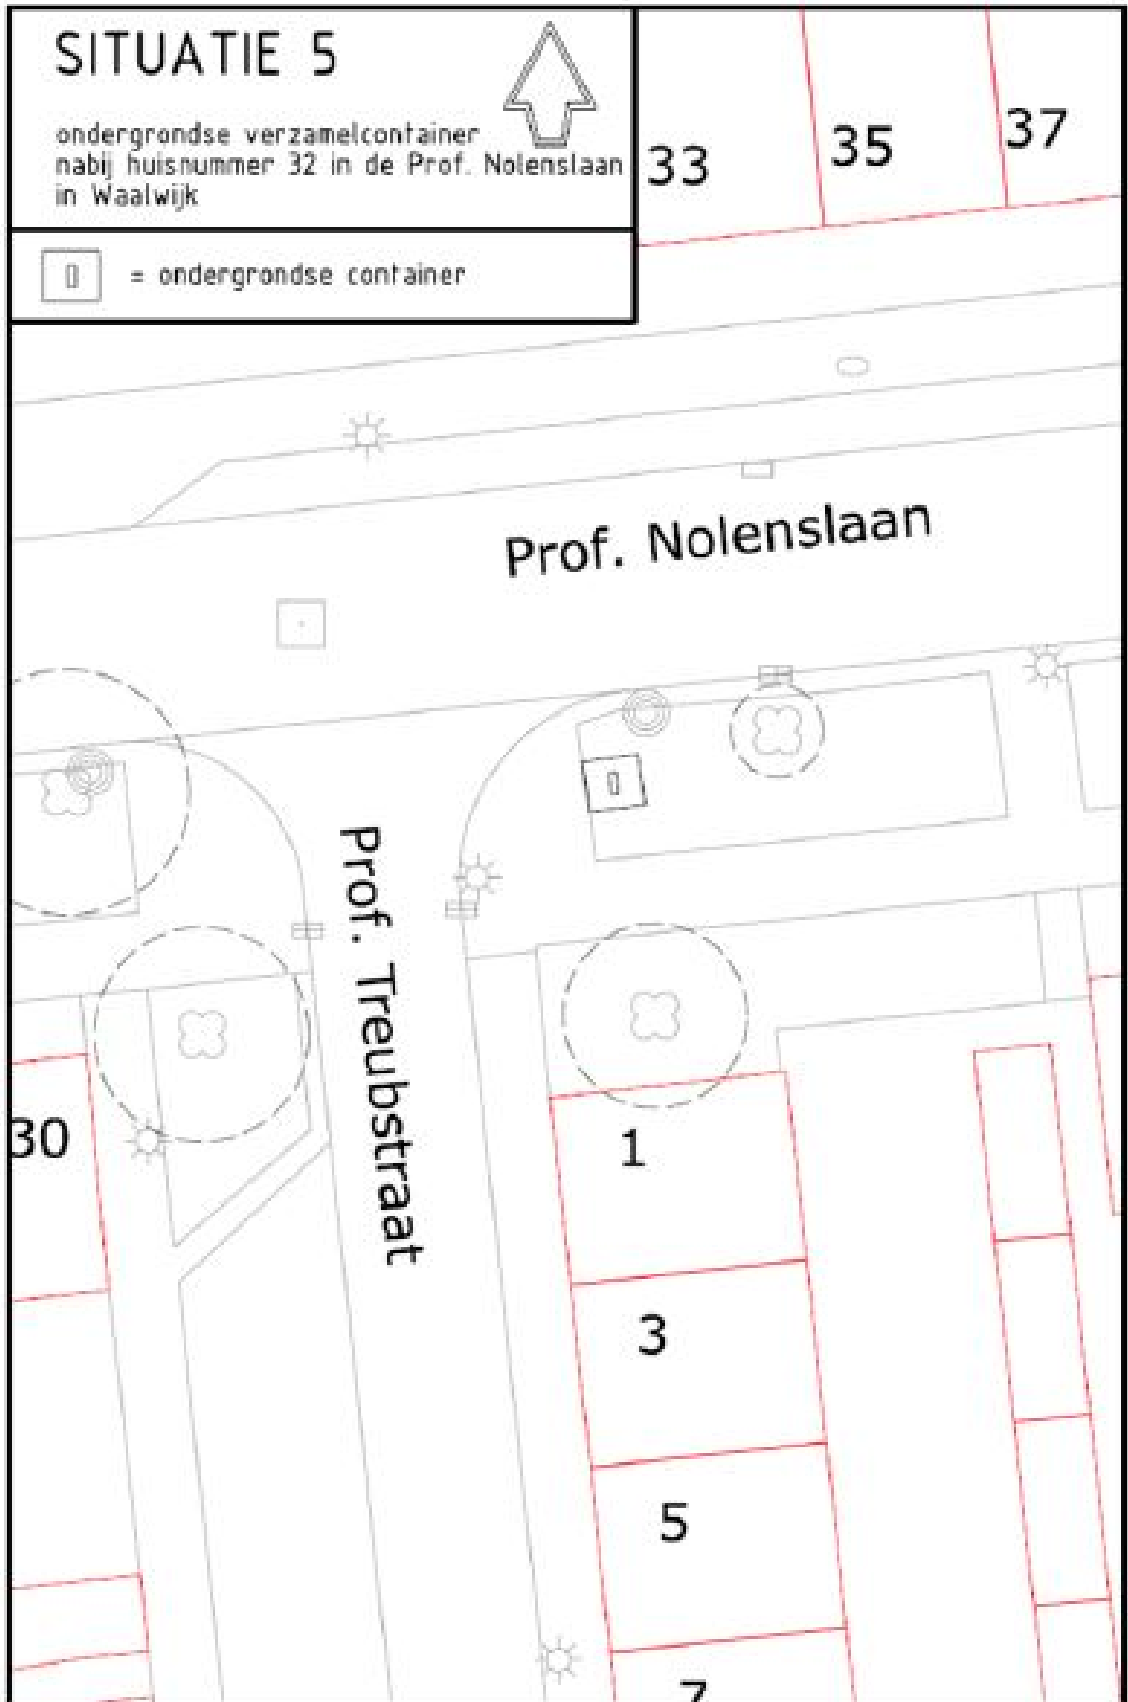 SITUATIE 5
ondergrondse verzamelcontainer
nabij huisnummer 32 in de Prof. Nolenslaan
in Waalwijk
= ondergrondse container
33
35
37
Prof. Nolenslaan
Prof. Treubstraat
30
1
3
5
7